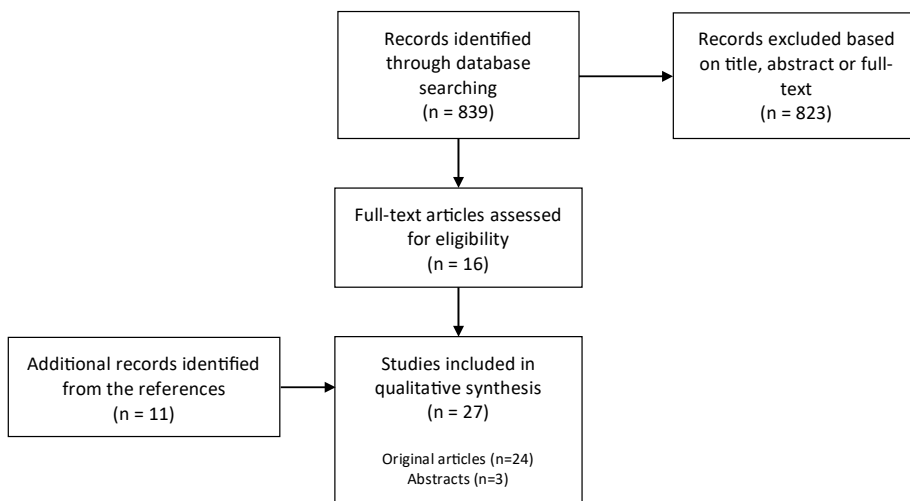 Records identified
through database
searching
(n = 839)
Records excluded based
on title, abstract or full-
text
(n = 823)
Full-text articles assessed
for eligibility
(n = 16)
Additional records identified
from the references
(n = 11)
Studies included in
qualitative synthesis
(n = 27)
Original articles (n=24)
Abstracts (n=3)